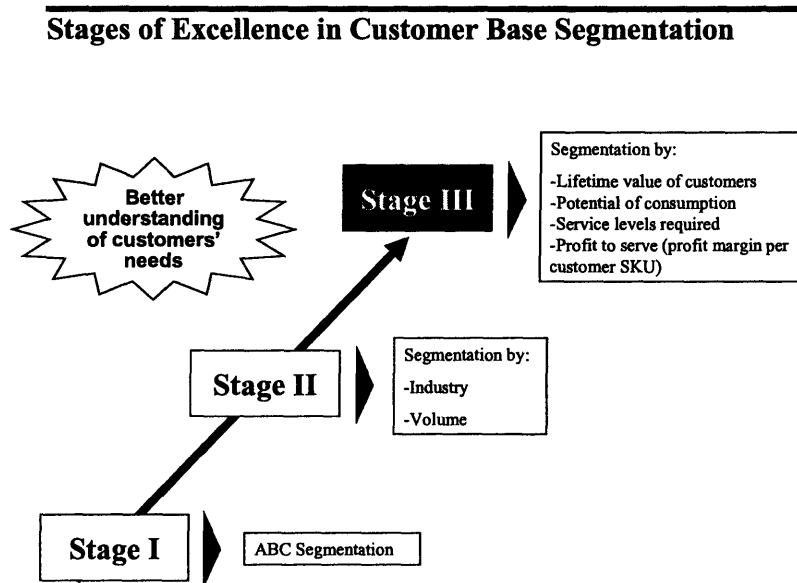 Stages of Excellence in Customer Base Segmentation
Better
understanding
of customers'
needs
Stage III
Segmentation by:
-Lifetime value of customers
-Potential of consumption
-Service levels required
-Profit to serve (profit margin per
customer SKU)
Stage II
Segmentation by:
-Industry
-Volume
Stage I
ABC Segmentation